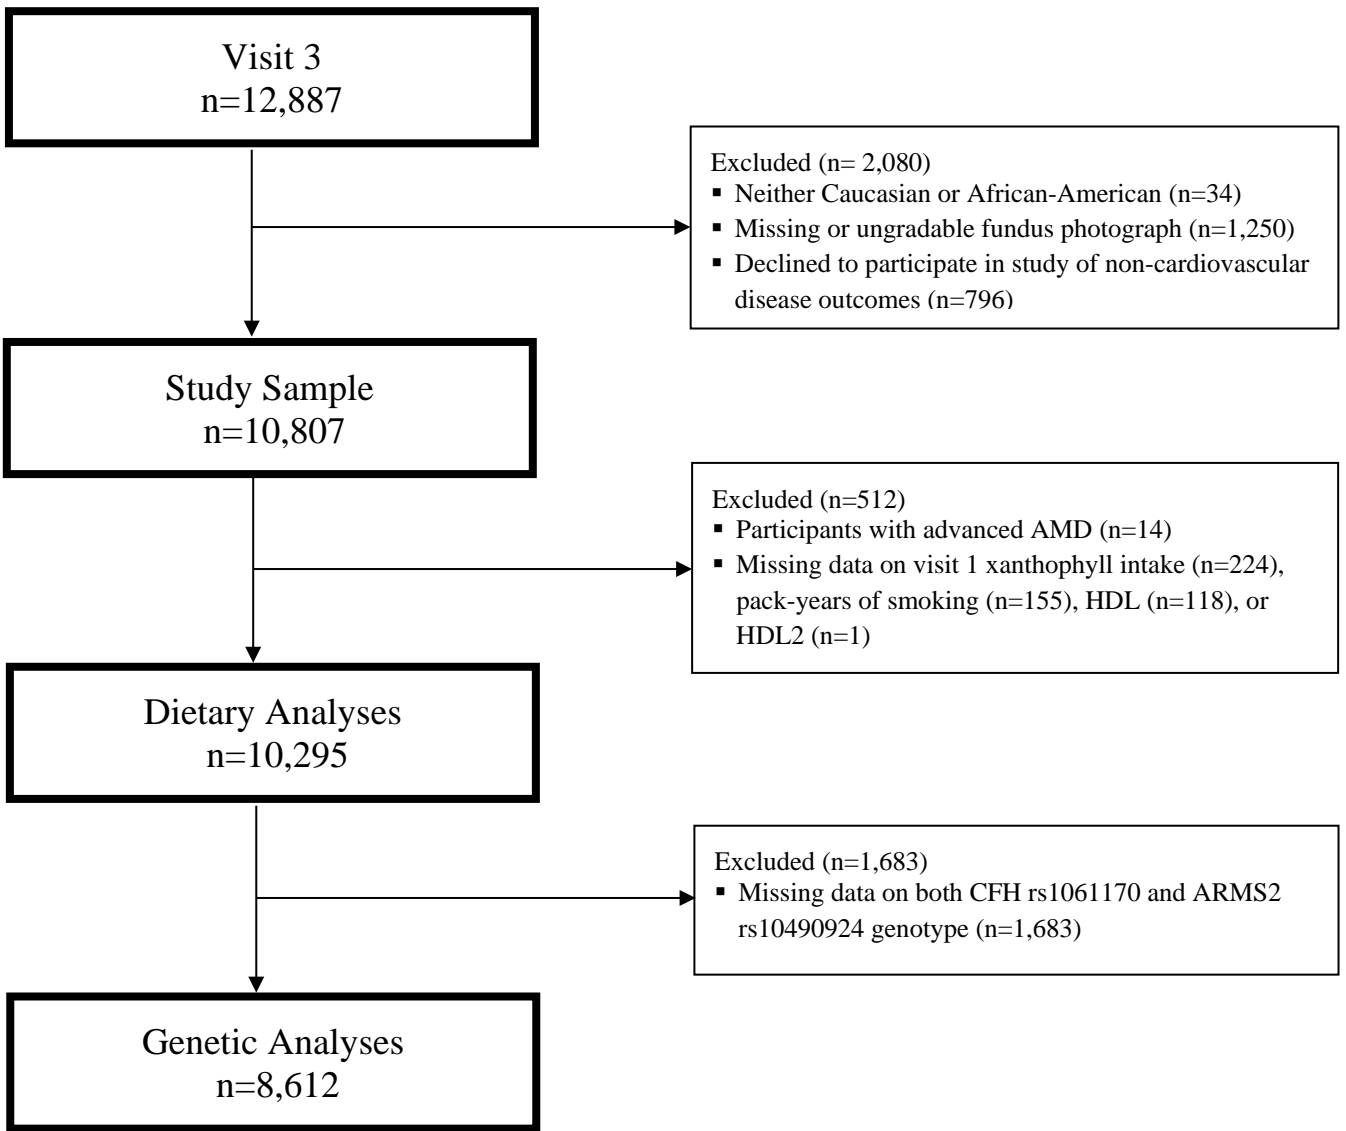 Visit 3
n=12,887
Excluded (n= 2,080)
▪ Neither Caucasian or African-American (n=34)
▪ Missing or ungradable fundus photograph (n=1,250)
▪ Declined to participate in study of non-cardiovascular
disease outcomes (n=796)
Study Sample
n=10,807
Excluded (n=512)
▪ Participants with advanced AMD (n=14)
▪ Missing data on visit 1 xanthophyll intake (n=224),
pack-years of smoking (n=155), HDL (n=118), or
HDL2 (n=1)
Dietary Analyses
n=10,295
Excluded (n=1,683)
▪ Missing data on both CFH rs1061170 and ARMS2
rs10490924 genotype (n=1,683)
Genetic Analyses
n=8,612